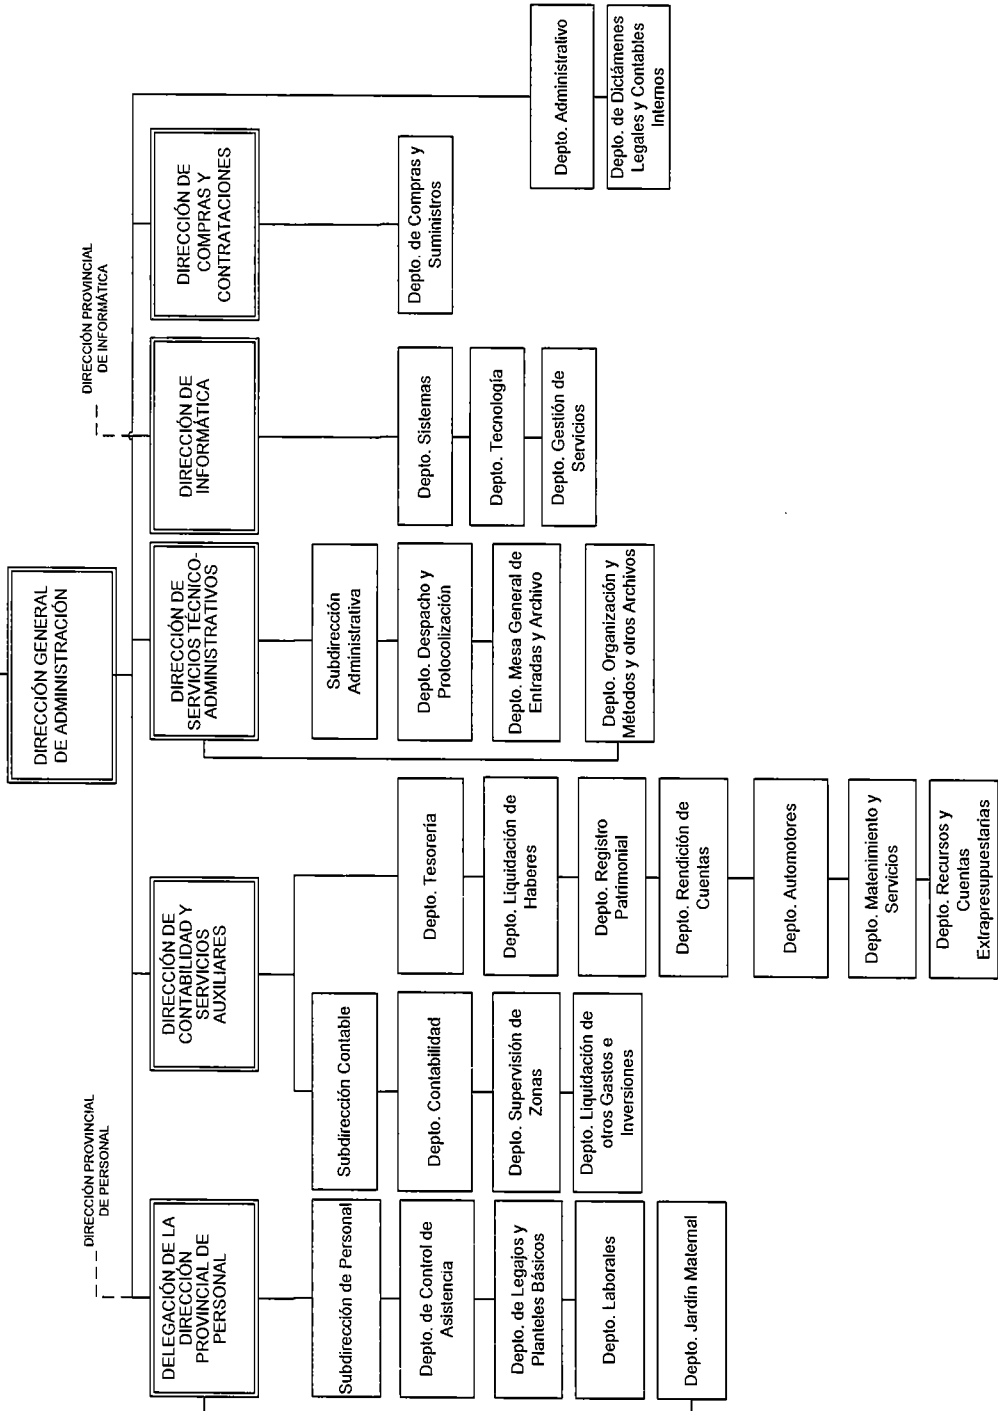 DIRECCIÓN GENERAL
DE ADMINISTRACIÓN
DIRECCIÓN PROVINCIAL
DE PERSONAL
DIRECCIÓN PROVINCIAL
DE INFORMÁTICA
DELEGACIÓN DE LA
DIRECCIÓN
PROVINCIAL DE
PERSONAL
Subdirección de Personal
Depto. de Control de
Asistencia
Depto. de Legajos y
Planteles Básicos
Depto. Laborales
Depto. Jardín Maternal
DIRECCIÓN DE
CONTABILIDAD Y
SERVICIOS
AUXILIARES
Subdirección Contable
Depto. Contabilidad
Depto. Supervisión de
Zonas
Depto. Liquidación de
otros Gastos e
Inversiones
Depto. Tesorería
Depto. Liquidación de
Haberes
Depto. Registro
Patrimonial
Depto. Rendición de
Cuentas
Depto. Automotores
Depto. Matenimiento y
Servicios
Depto. Recursos y
Cuentas
Extrapresupuestarias
DIRECCIÓN DE
SERVICIOS TÉCNICO-
ADMINISTRATIVOS
Subdirección
Administrativa
Depto. Despacho y
Protocolización
Depto. Mesa General de
Entradas y Archivo
Depto. Organización y
Métodos y otros Archivos
DIRECCIÓN DE
INFORMÁTICA
Depto. Sistemas
Depto. Tecnología
Depto. Gestión de
Servicios
DIRECCIÓN DE
COMPRAS Y
CONTRATACIONES
Depto. de Compras y
Suministros
Depto. Administrativo
Depto. de Dictámenes
Legales y Contables
Internos